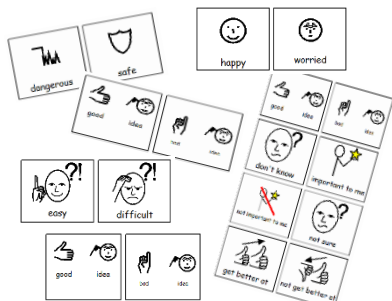 happy worried
dangerous safe
good idea
bad idea
good idea
bad idea
don't know important to me
not important to me not sure
easy difficult
get better at not get better at
good idea bad idea